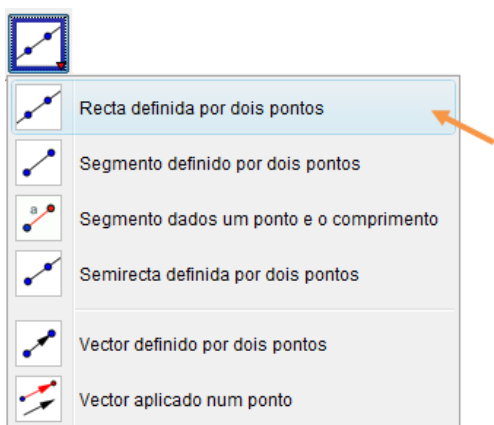 Recta definida por dois pontos
Segmento definido por dois pontos
a
Segmento dados um ponto e o comprimento
Semirecta definida por dois pontos
Vector definido por dois pontos
Vector aplicado num ponto